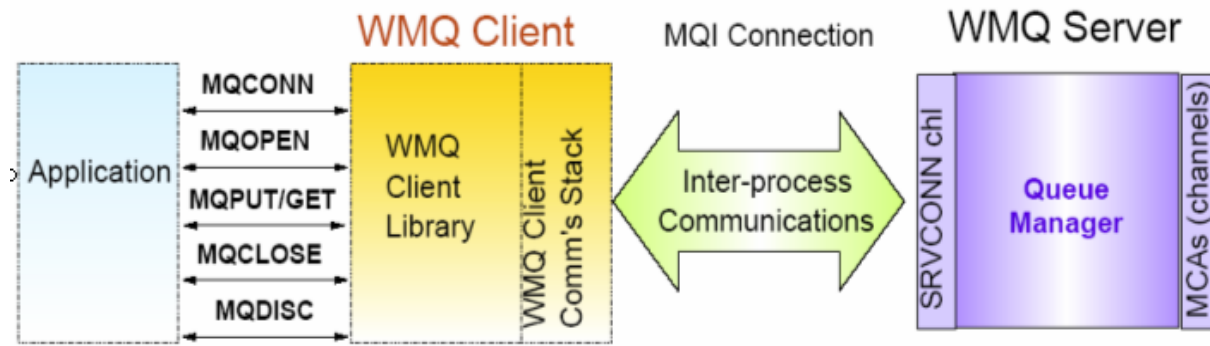 WMQ Client
MQI Connection
WMQ Server
Application
MQCONN
MQOPEN
MQPUT/GET
MQCLOSE
MQDISC
WMQ
Client
Library
WMQ Client
Comm's Stack
Inter-process
Communications
SRVCONN chl
Queue
Manager
MCAs (channels)